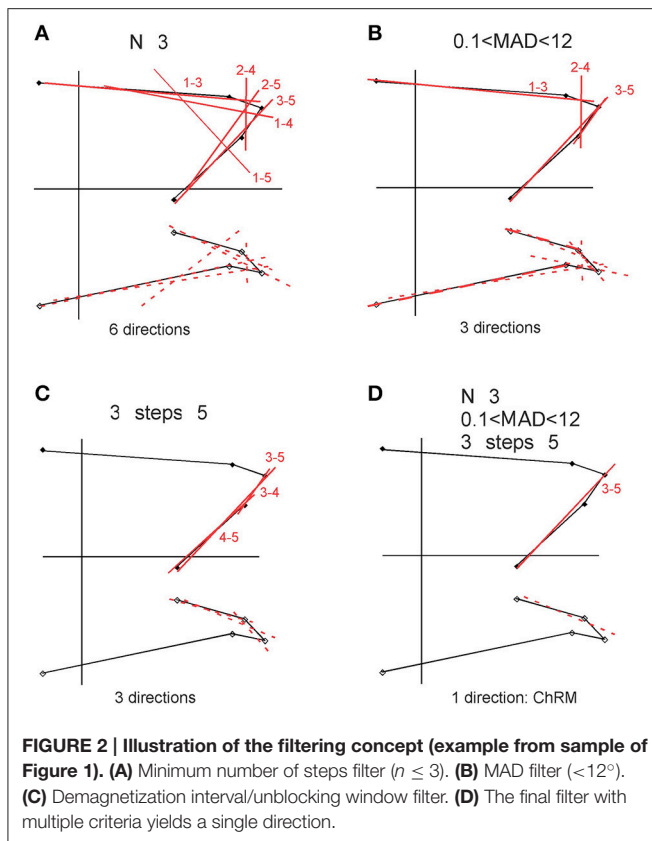 A
N 3
1-3
2-4
2-5
3-5
1-4
1-5
6 directions
B
0.1<MAD<12
1-3
2-4
3-5
3 directions
C
3 steps 5
3-5
3-4
4-5
3 directions
D
N 3
0.1<MAD<12
3 steps 5
3-5
1 direction: ChRM
FIGURE 2 | Illustration of the filtering concept (example from sample of
Figure 1). (A) Minimum number of steps filter (n ≤ 3). (B) MAD filter (<12°).
(C) Demagnetization interval/unblocking window filter. (D) The final filter with
multiple criteria yields a single direction.